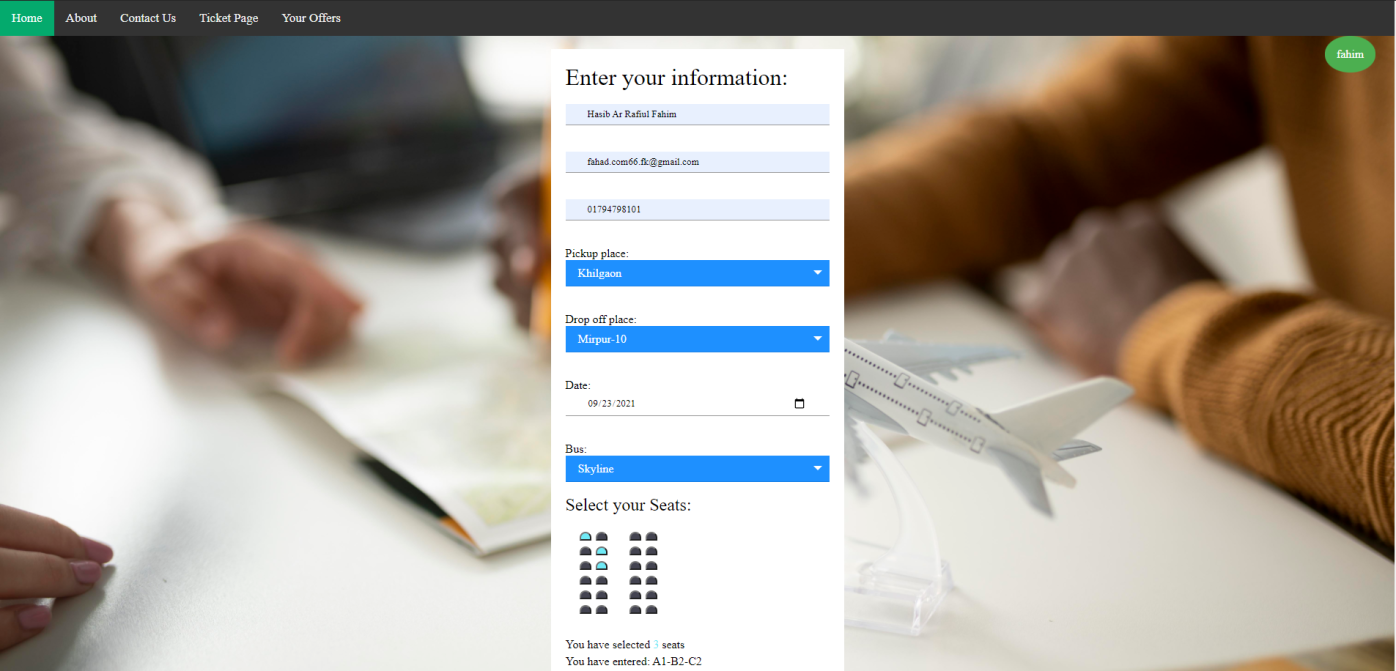 Home About Contact Us Ticket Page Your Offers
fahim
Enter your information:
Hasib Ar Rafiul Fahim
fahad.com66.fk@gmail.com
01794798101
Pickup place:
Khilgaon
Drop off place:
Mirpur-10
Date:
09/23/2021
Bus:
Skyline
Select your Seats:
You have selected 3 seats
You have entered: A1-B2-C2